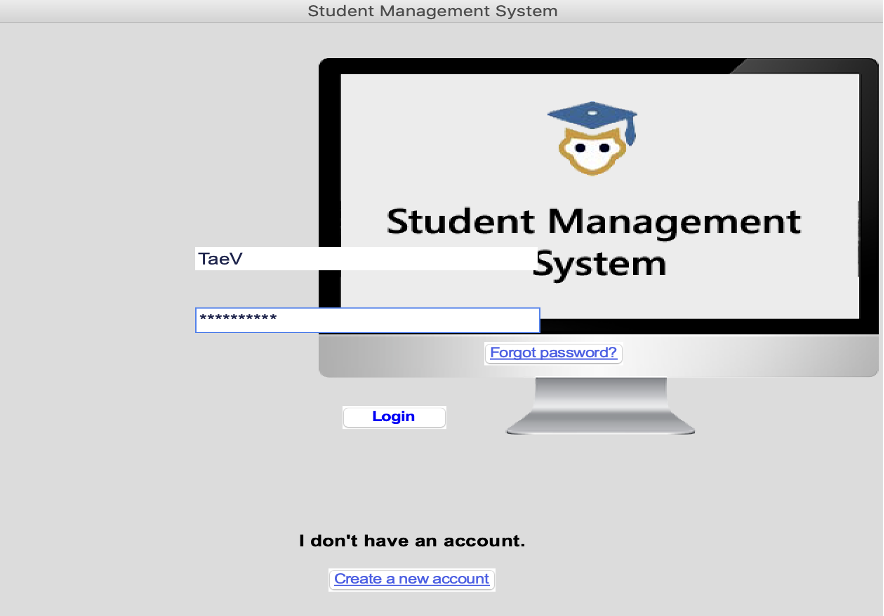 Student Management System
Student Management
System
TaeV
**********
Forgot password?
Login
I don't have an account.
Create a new account